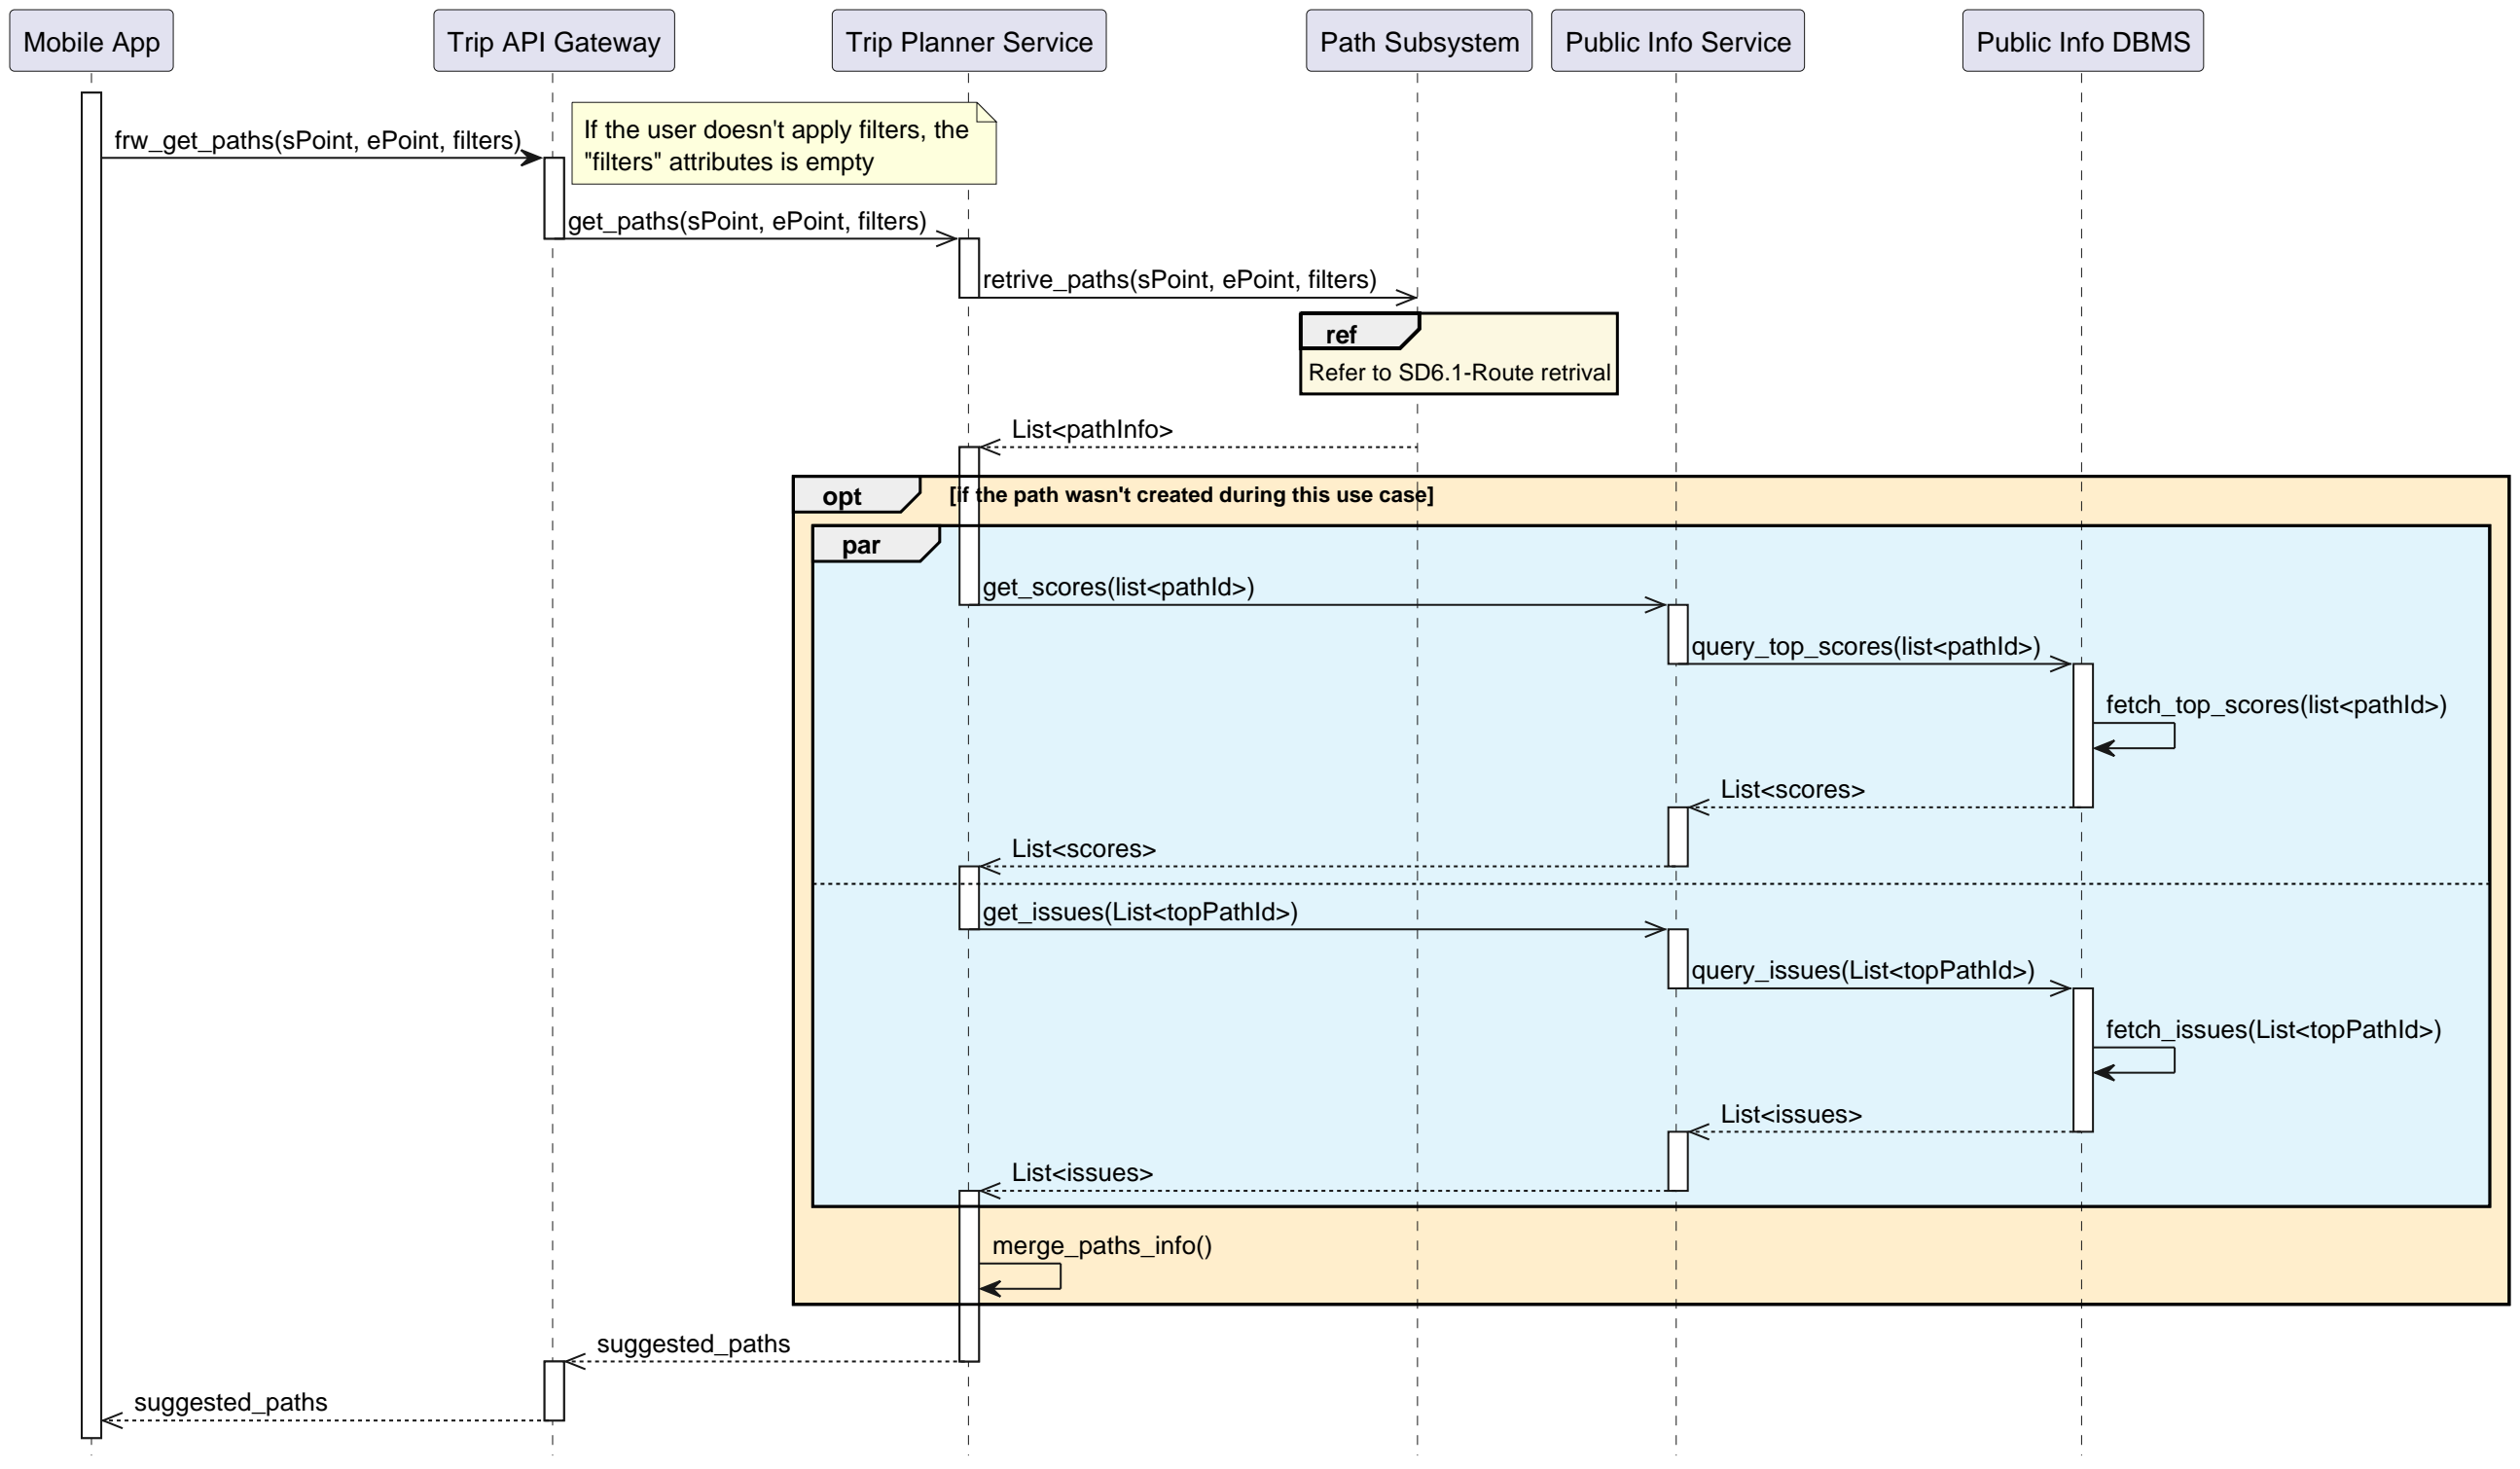 Mobile App
Trip API Gateway
Trip Planner Service
Path Subsystem
Public Info Service
Public Info DBMS
frw_get_paths(sPoint, ePoint, filters)
If the user doesn't apply filters, the
"filters" attributes is empty
get_paths(sPoint, ePoint, filters)
retrive_paths(sPoint, ePoint, filters)
ref
Refer to SD6.1-Route retrival
List<pathInfo>
opt
[if the path wasn't created during this use case]
par
get_scores(list<pathId>)
query_top_scores(list<pathId>)
fetch_top_scores(list<pathId>)
List<scores>
List<scores>
get_issues(List<topPathId>)
query_issues(List<topPathId>)
fetch_issues(List<topPathId>)
List<issues>
List<issues>
merge_paths_info()
suggested_paths
suggested_paths